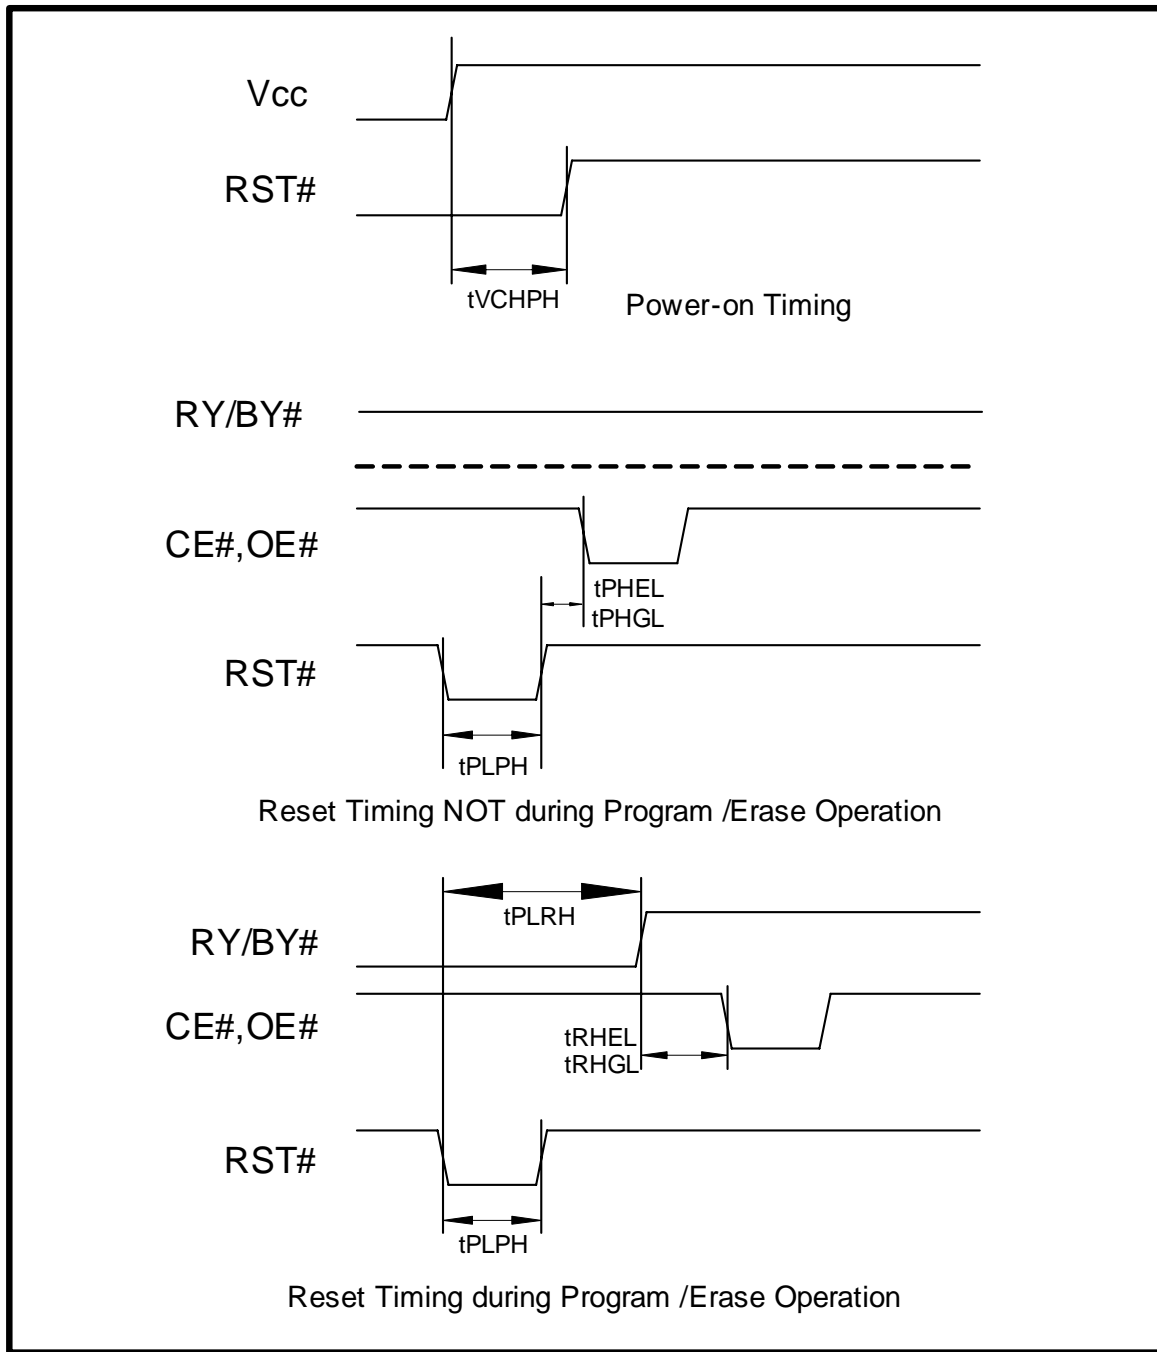 Vcc
RST#
tVCHPH
Power-on Timing
RY/BY#
CE#,OE#
tPHEL
tPHGL
RST#
tPLPH
Reset Timing NOT during Program /Erase Operation
tPLRH
RY/BY#
CE#,OE#
tRHEL
tRHGL
RST#
tPLPH
Reset Timing during Program /Erase Operation